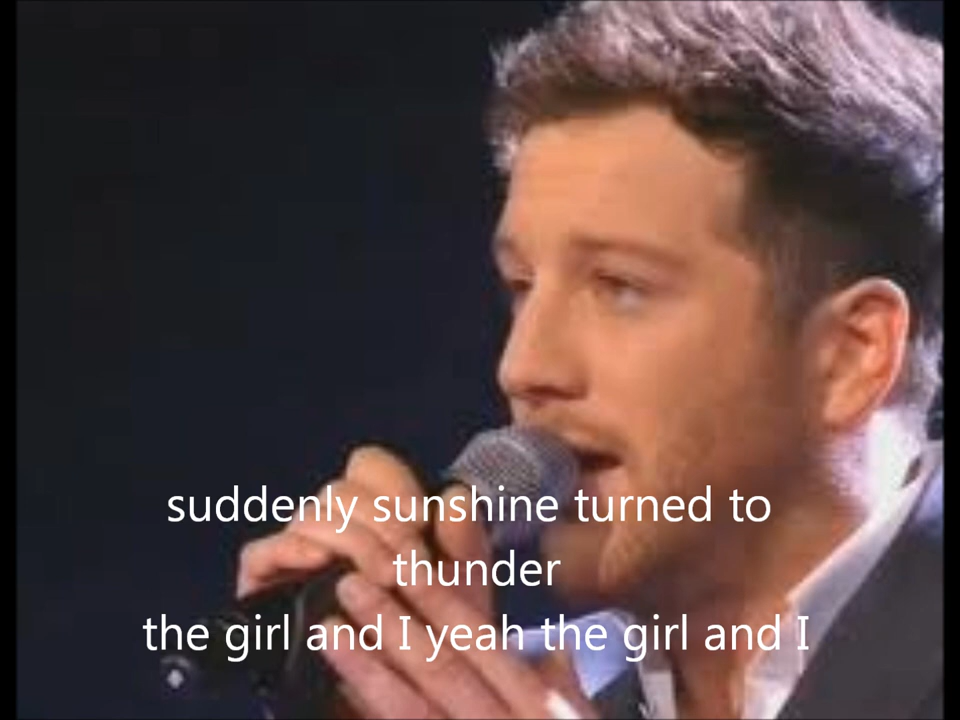 suddenly sunshine turned to
thunder
the girl and I yeah the girl and I